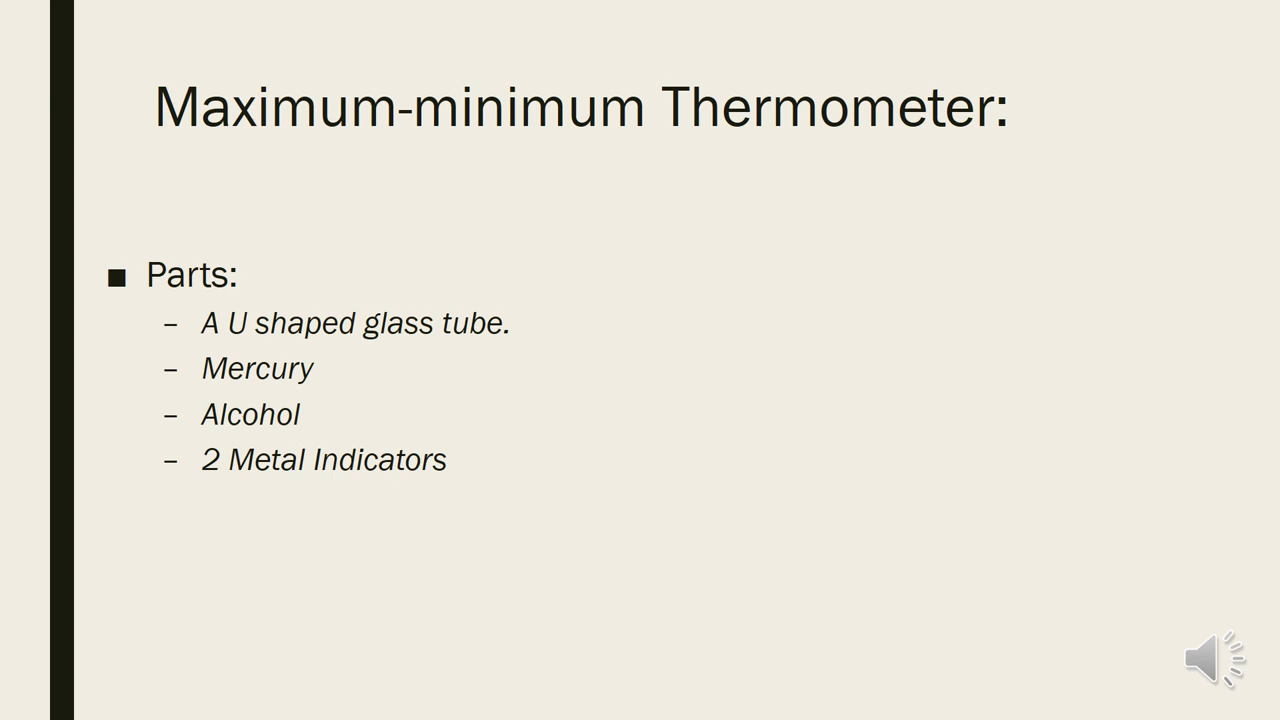 Maximum-minimum Thermometer:
■ Parts:
– A U shaped glass tube.
– Mercury
– Alcohol
– 2 Metal Indicators